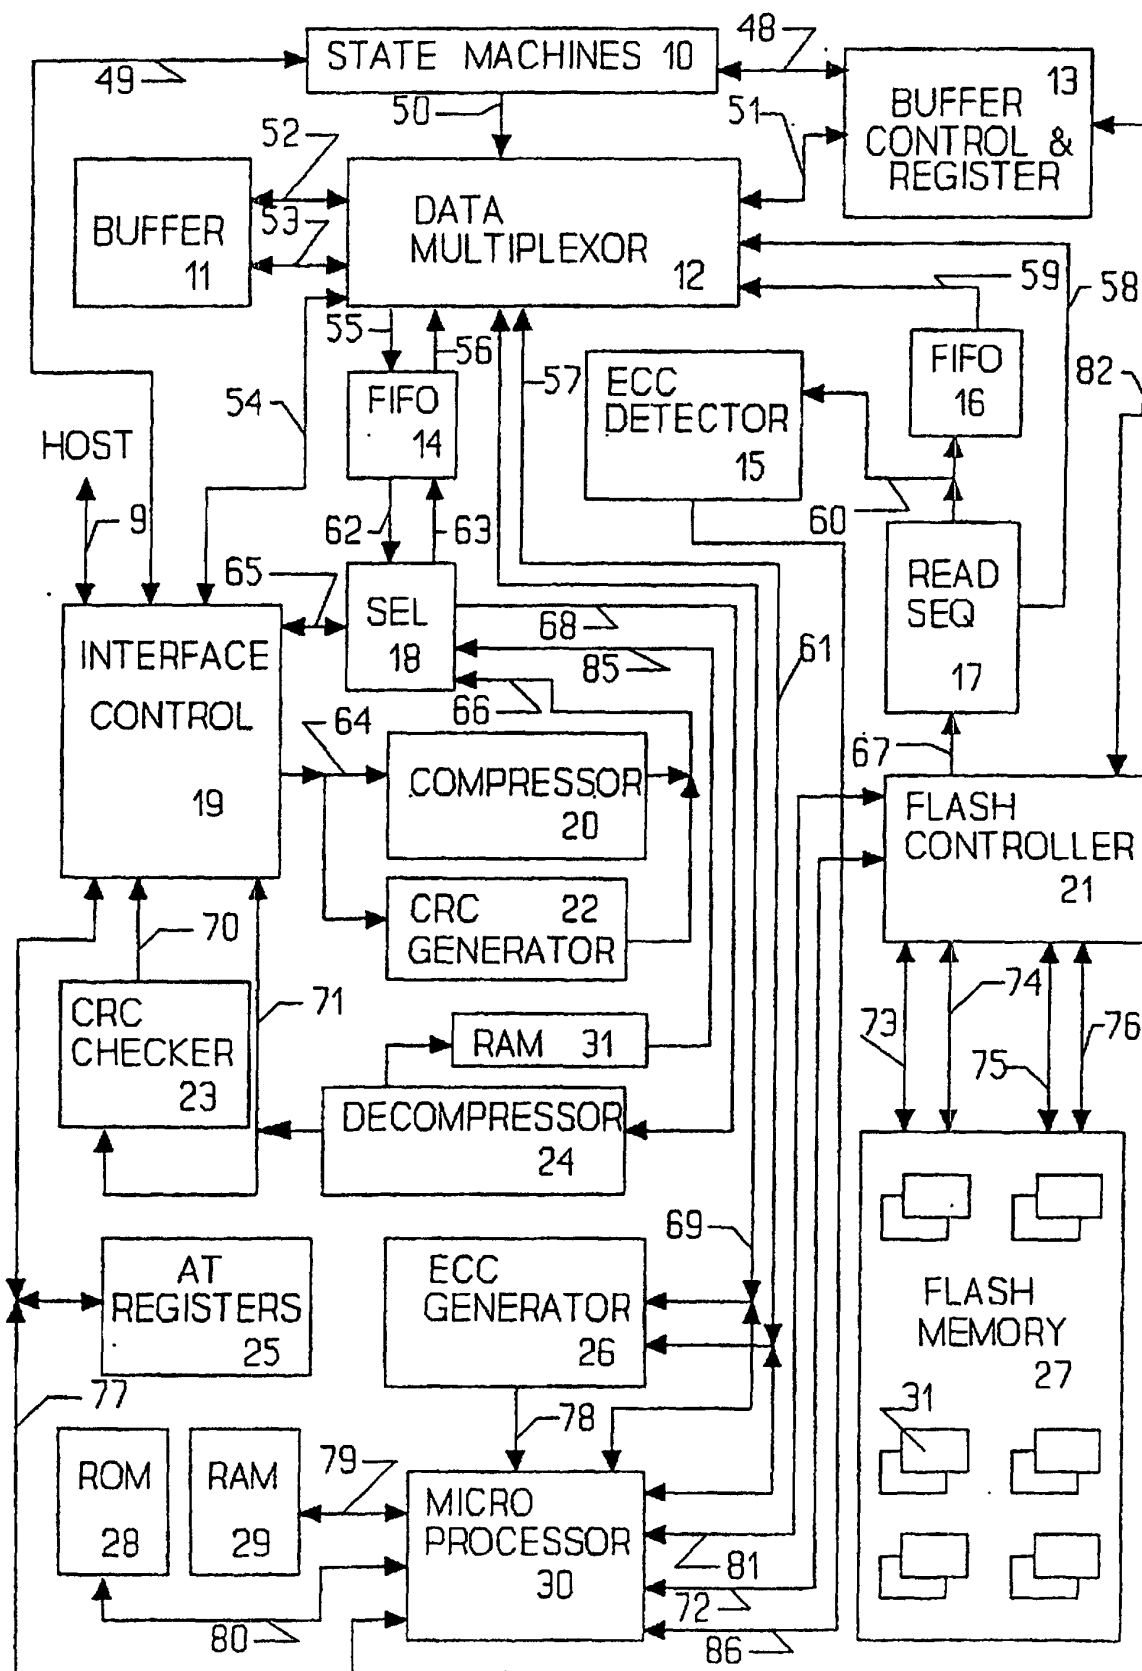 STATE MACHINES 10
48
49
50
51
13
BUFFER
CONTROL &
REGISTER
52
53
BUFFER
11
DATA
MULTIPLEXOR
12
58
59
55
56
57
54
FIFO
14
ECC
DETECTOR
15
FIFO
16
82
HOST
9
62
63
60
65
SEL
18
68
85
66
61
READ
SEQ
17
INTERFACE
CONTROL
19
64
67
COMPRESSOR
20
FLASH
CONTROLLER
21
CRC 22
GENERATOR
70
71
73
74
75
76
CRC
CHECKER
23
RAM 31
DECOMPRESSOR
24
69
AT
REGISTERS
25
ECC
GENERATOR
26
FLASH
MEMORY
27
31
77
78
79
ROM
28
RAM
29
MICRO
PROCESSOR
30
80
81
72
86